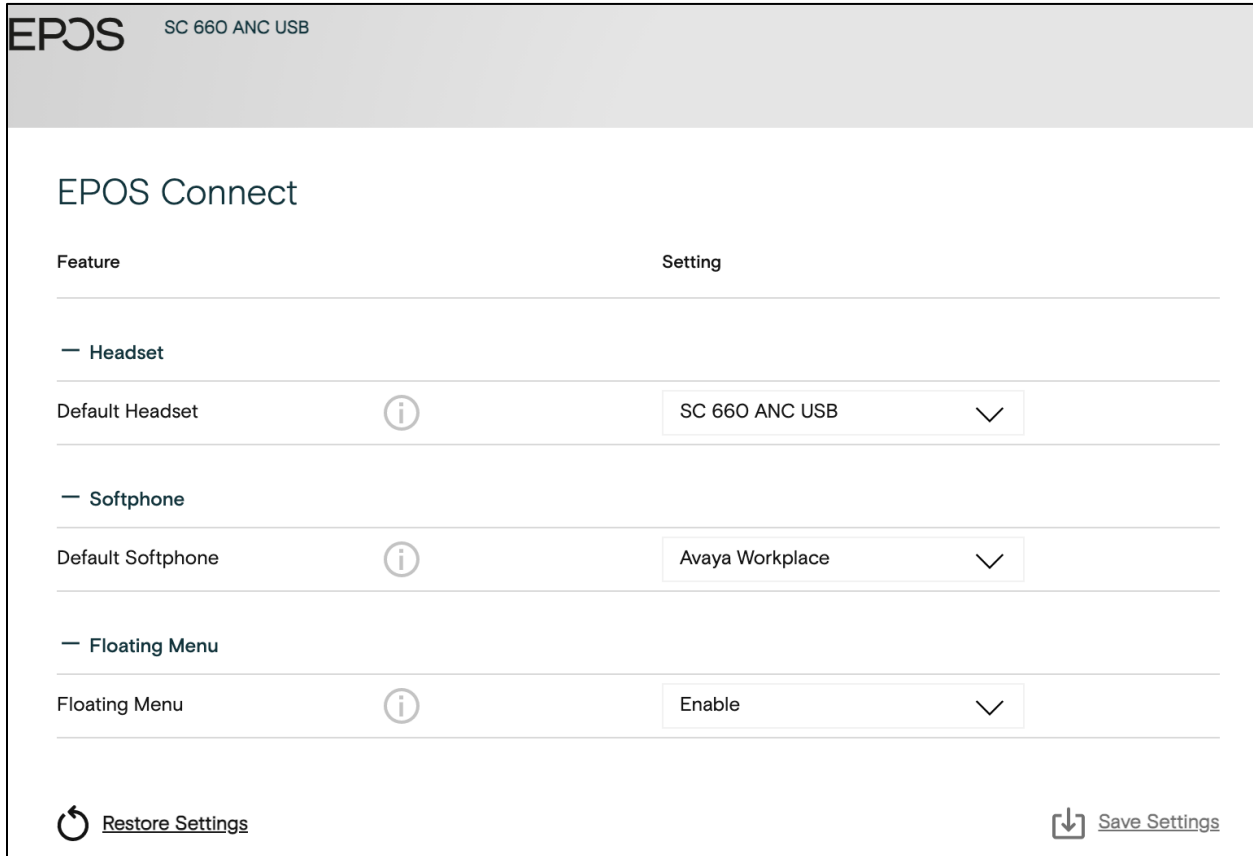 EPOS SC 660 ANC USB
EPOS Connect
Feature Setting
— Headset
Default Headset i SC 660 ANC USB
— Softphone
Default Softphone i Avaya Workplace
— Floating Menu
Floating Menu i Enable
Restore Settings Save Settings